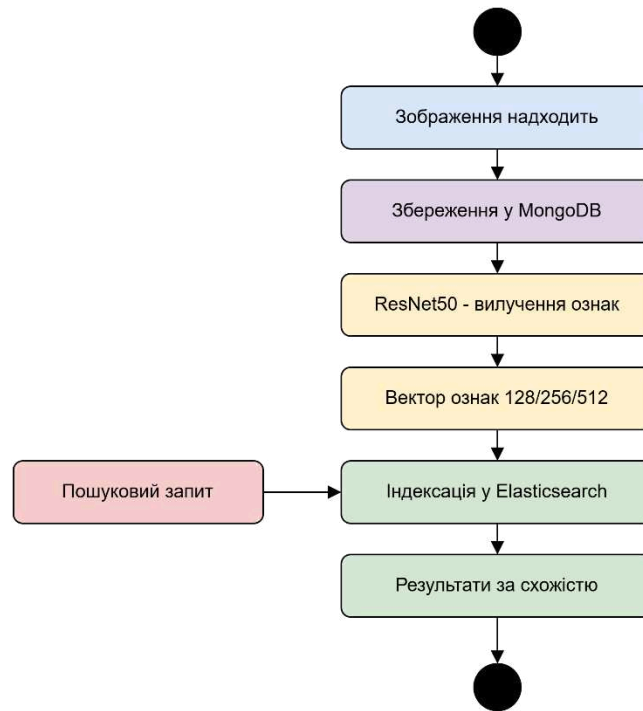 Зображення надходить
Збереження у MongoDB
ResNet50 - вилучення ознак
Вектор ознак 128/256/512
Пошуковий запит
Індексація у Elasticsearch
Результати за схожістю